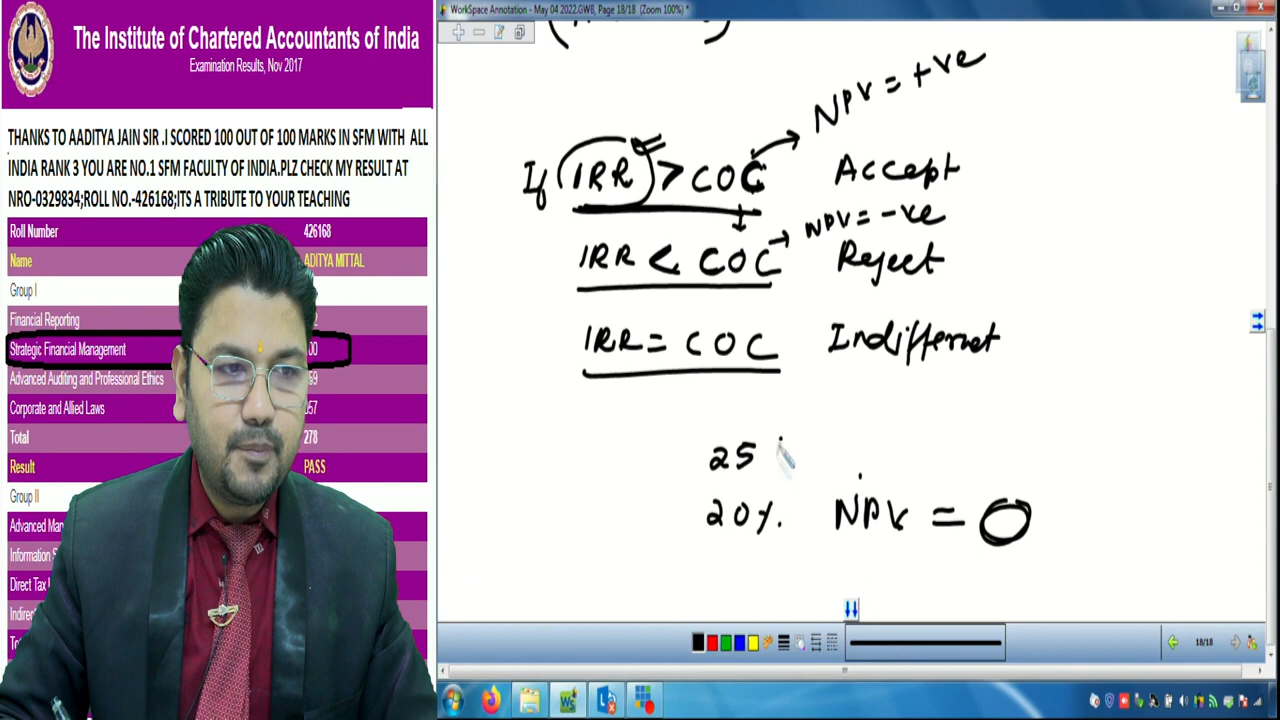 The Institute of Chartered Accountants of India
Examination Results, Nov 2017
THANKS TO AADITYA JAIN SIR .I SCORED 100 OUT OF 100 MARKS IN SFM WITH ALL
INDIA RANK 3 YOU ARE NO.1 SFM FACULTY OF INDIA.PLZ CHECK MY RESULT AT
NRO-0329834;ROLL NO.-426168;ITS A TRIBUTE TO YOUR TEACHING
Roll Number 426168
Name ADITYA MITTAL
Group I
Financial Reporting
Strategic Financial Management
Advanced Auditing and Professional Ethics
Corporate and Allied Laws 057
Total 278
Result PASS
Group II
Advanced
Information
Direct
WorkSpace Annotation - May 04 2022.GWB, Page 18/18 (Zoom 100%) *
NPV = +ve
If IRR > COC Accept
NPV = -ve
IRR < COC Reject
IRR = COC Indifferent
25
20%. NPV = 0
18/18